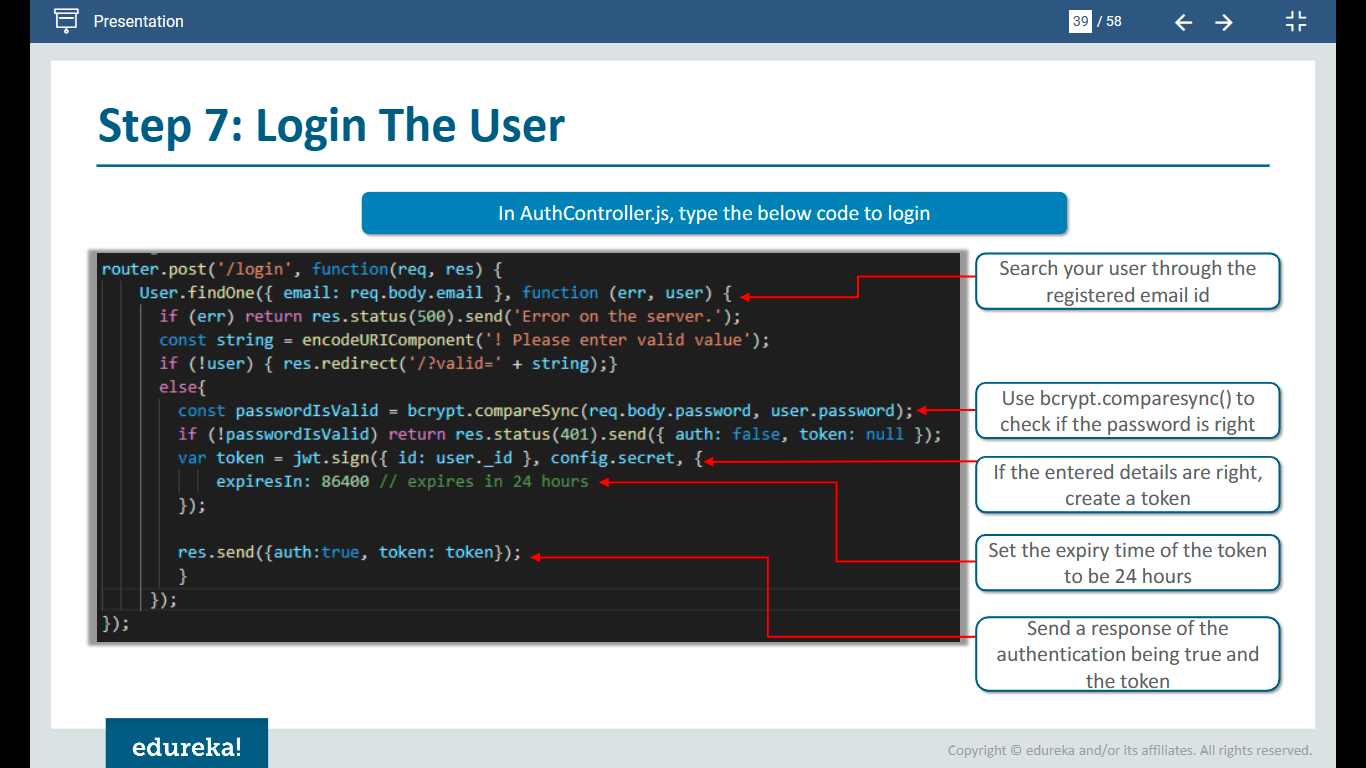 Presentation
39 / 58
Step 7: Login The User
In AuthController.js, type the below code to login
router.post('/login', function(req, res) {
User.findOne({ email: req.body.email }, function (err, user) {
if (err) return res.status(500).send('Error on the server.');
const string = encodeURIComponent('! Please enter valid value');
if (!user) { res.redirect('/?valid=' + string);}
else{
const passwordIsValid = bcrypt.compareSync(req.body.password, user.password);
if (!passwordIsValid) return res.status(401).send({ auth: false, token: null });
var token = jwt.sign({ id: user._id }, config.secret, {
expiresIn: 86400 // expires in 24 hours
});
res.send({auth:true, token: token});
}
});
});
Search your user through the
registered email id
Use bcrypt.comparesync() to
check if the password is right
If the entered details are right,
create a token
Set the expiry time of the token
to be 24 hours
Send a response of the
authentication being true and
the token
edureka!
Copyright © edureka and/or its affiliates. All rights reserved.